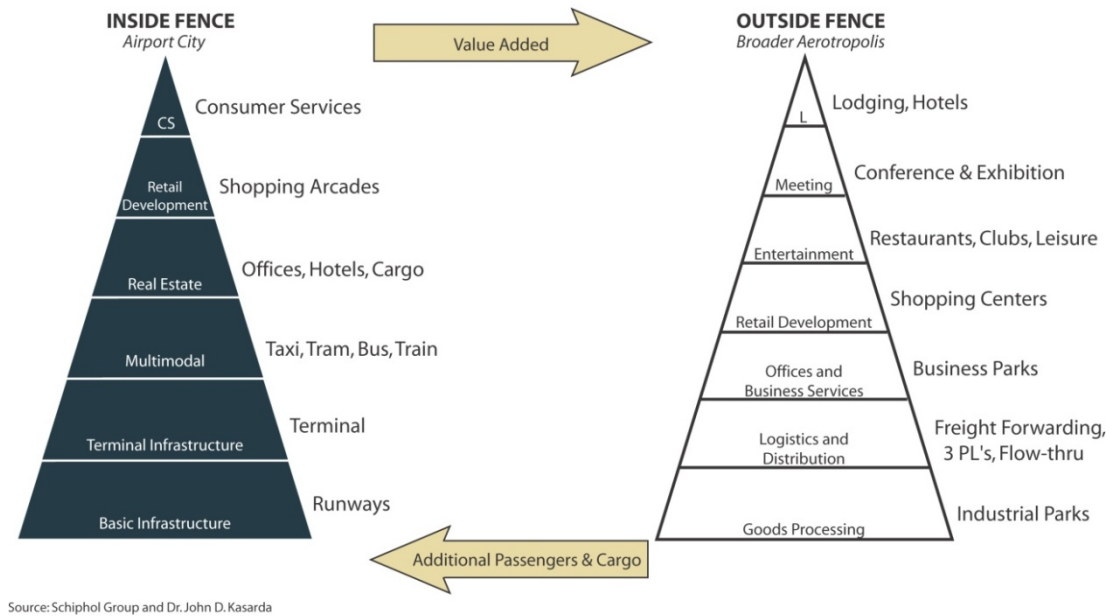 INSIDE FENCE
Airport City
Value Added
OUTSIDE FENCE
Broader Aerotropolis
CS
Consumer Services
Retail
Development
Shopping Arcades
Real Estate
Offices, Hotels, Cargo
Multimodal
Taxi, Tram, Bus, Train
Terminal Infrastructure
Terminal
Basic Infrastructure
Runways
L
Lodging, Hotels
Meeting
Conference & Exhibition
Entertainment
Restaurants, Clubs, Leisure
Retail Development
Shopping Centers
Offices and
Business Services
Business Parks
Logistics and
Distribution
Freight Forwarding,
3 PL's, Flow-thru
Goods Processing
Industrial Parks
Additional Passengers & Cargo
Source: Schiphol Group and Dr. John D. Kasarda